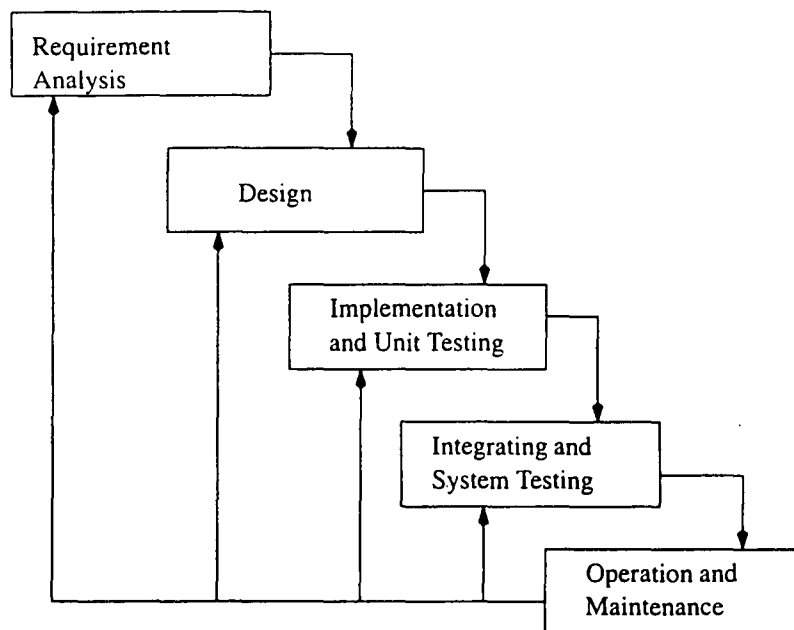 Requirement
Analysis
Design
Implementation
and Unit Testing
Integrating and
System Testing
Operation and
Maintenance